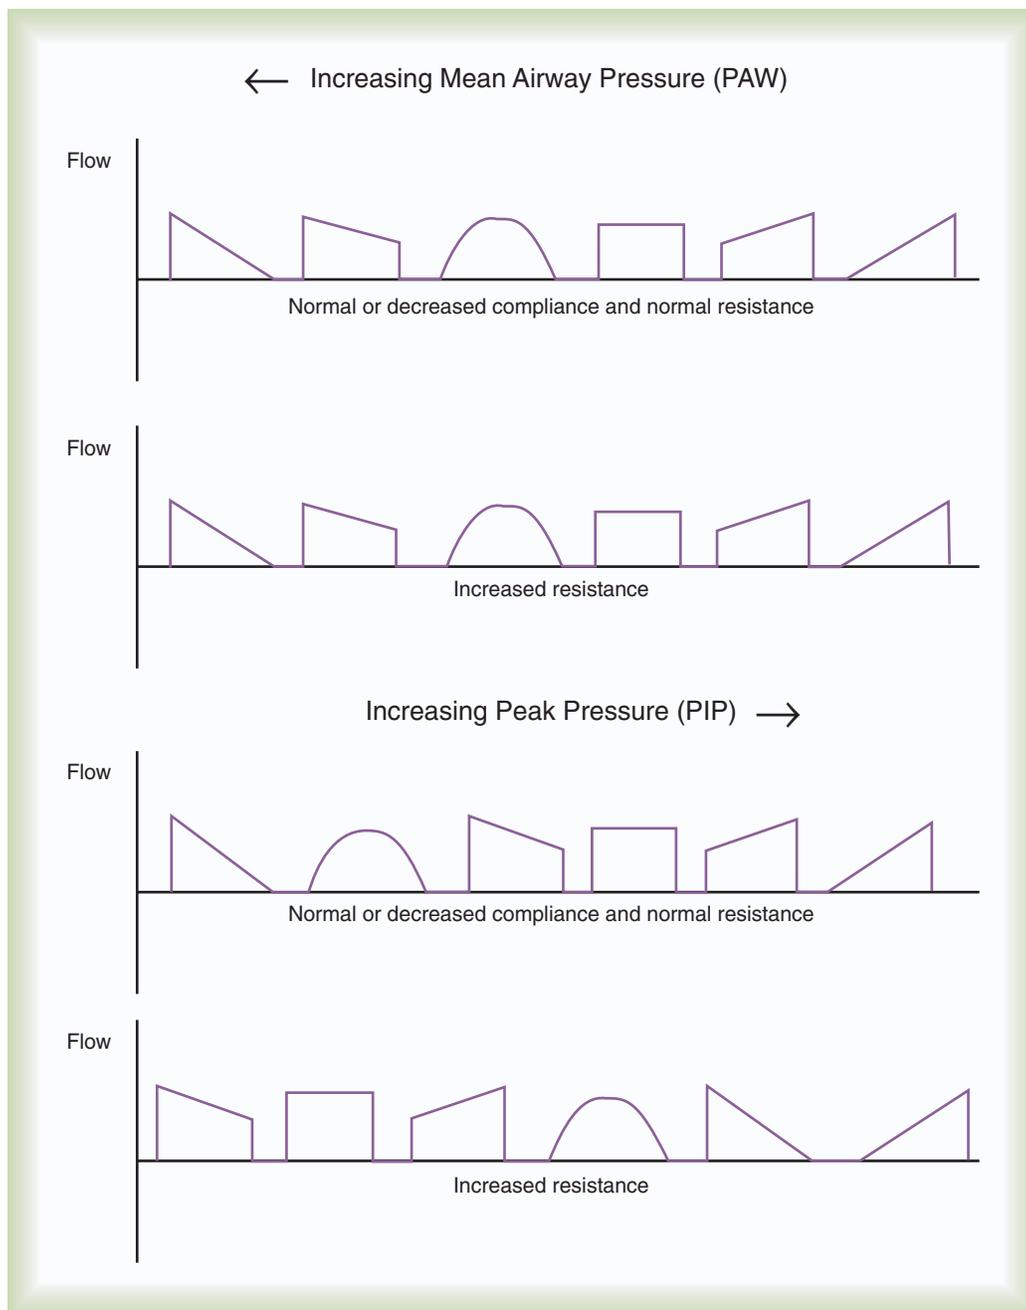 ← Increasing Mean Airway Pressure (PAW)
Flow
Normal or decreased compliance and normal resistance
Flow
Increased resistance
Increasing Peak Pressure (PIP) →
Flow
Normal or decreased compliance and normal resistance
Flow
Increased resistance